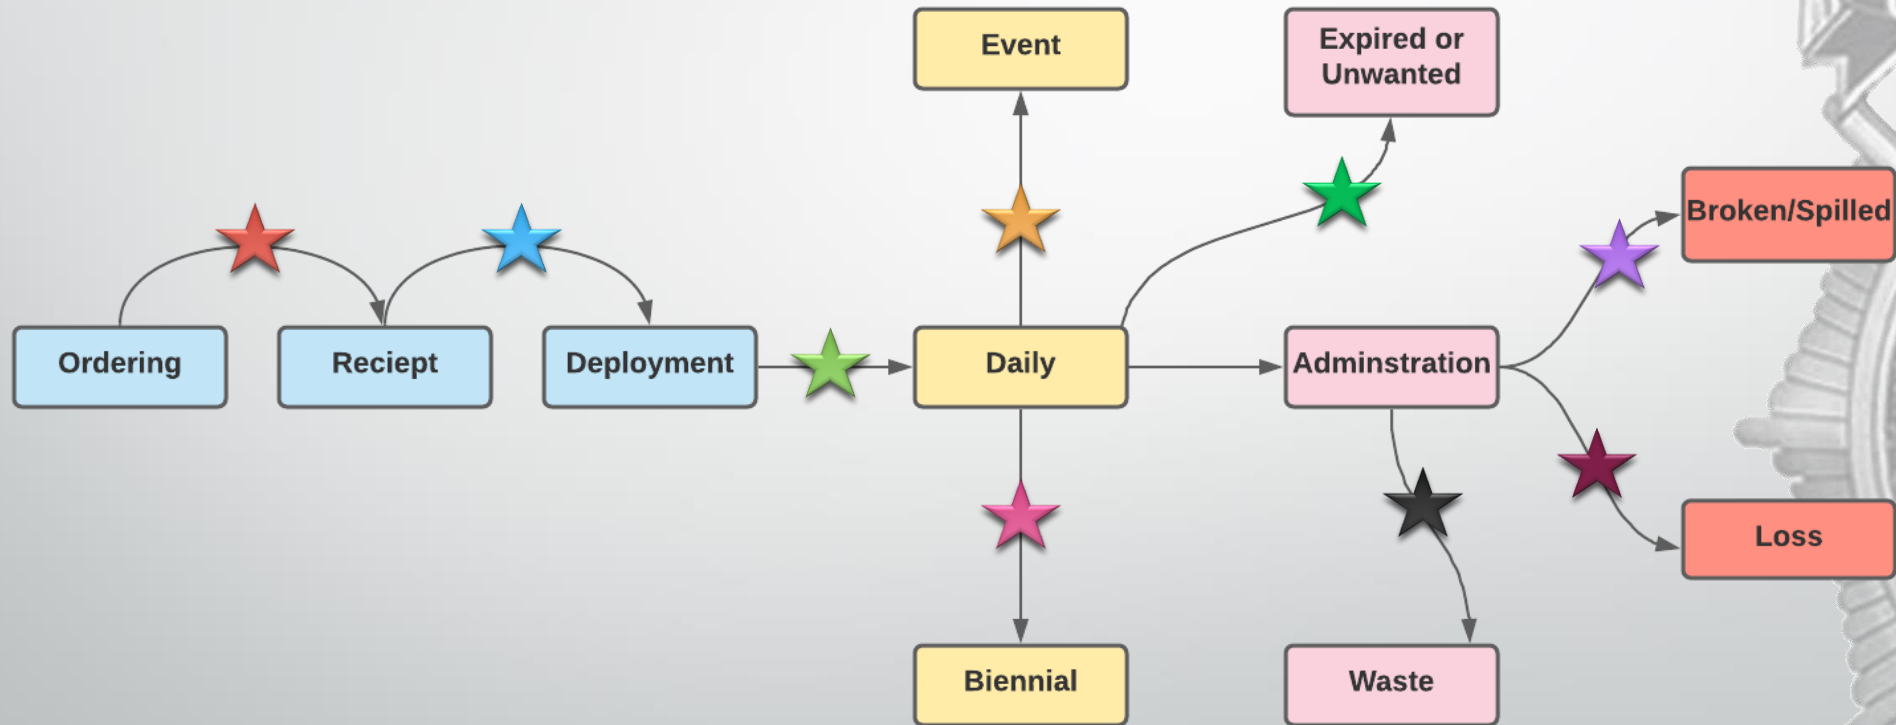 Event
Expired or
Unwanted
Broken/Spilled
Ordering
Reciept
Deployment
Daily
Adminstration
Loss
Biennial
Waste